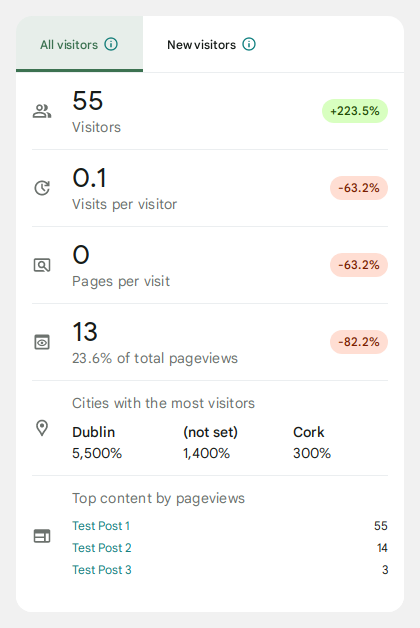 All visitors
New visitors
55
+223.5%
Visitors
0.1
-63.2%
Visits per visitor
0
-63.2%
Pages per visit
13
-82.2%
23.6% of total pageviews
Cities with the most visitors
Dublin (not set) Cork
5,500% 1,400% 300%
Top content by pageviews
Test Post 1 55
Test Post 2 14
Test Post 3 3